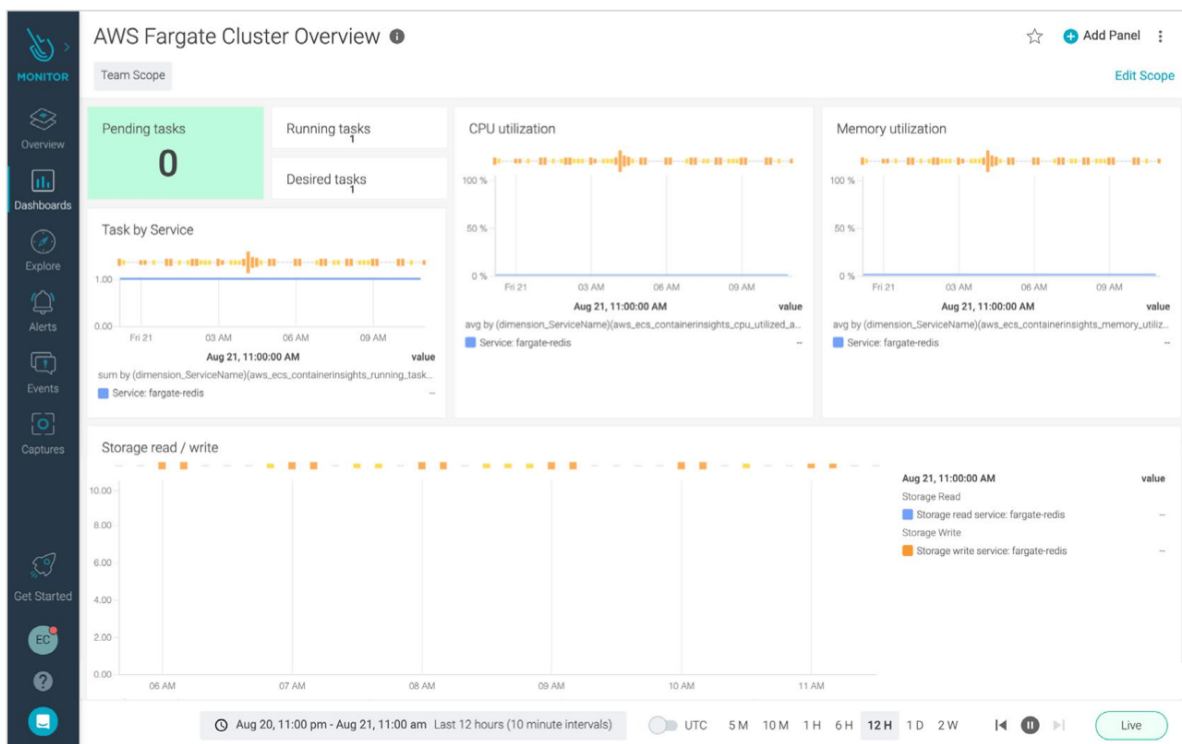 AWS Fargate Cluster Overview
Add Panel
MONITOR
Team Scope
Edit Scope
Overview
Dashboards
Explore
Alerts
Events
Captures
Get Started
EC
Pending tasks
0
Running tasks
1
Desired tasks
1
CPU utilization
100 %
50 %
0 %
Fri 21 03 AM 06 AM 09 AM
Aug 21, 11:00:00 AM value
avg by (dimension_ServiceName)(aws_ecs_containerinsights_cpu_utilized_a...
Service: fargate-redis --
Memory utilization
100 %
50 %
0 %
Fri 21 03 AM 06 AM 09 AM
Aug 21, 11:00:00 AM value
avg by (dimension_ServiceName)(aws_ecs_containerinsights_memory_utiliz...
Service: fargate-redis --
Task by Service
1.00
0.00
Fri 21 03 AM 06 AM 09 AM
Aug 21, 11:00:00 AM value
sum by (dimension_ServiceName)(aws_ecs_containerinsights_running_task...
Service: fargate-redis --
Storage read / write
10.00
8.00
6.00
4.00
2.00
0.00
06 AM 07 AM 08 AM 09 AM 10 AM 11 AM
Aug 21, 11:00:00 AM value
Storage Read
Storage read service: fargate-redis --
Storage Write
Storage write service: fargate-redis --
Aug 20, 11:00 pm - Aug 21, 11:00 am Last 12 hours (10 minute intervals) UTC 5 M 10 M 1 H 6 H 12 H 1 D 2 W Live